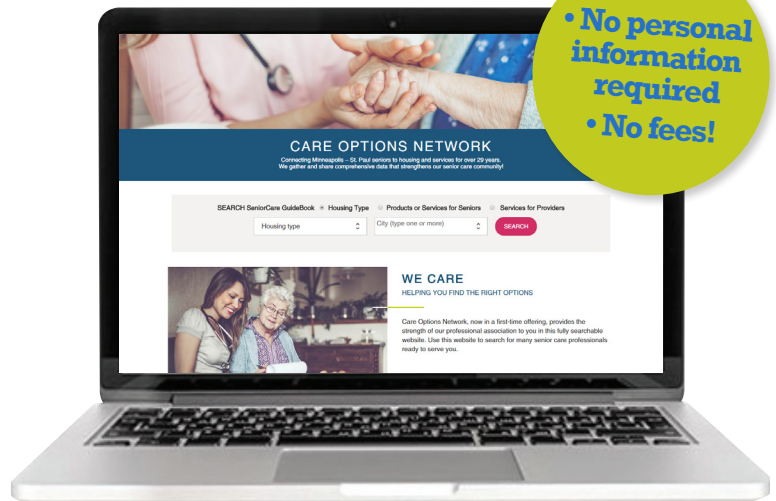 • No personal
information
required
• No fees!
CARE OPTIONS NETWORK
Connecting Minneapolis – St. Paul seniors to housing and services for over 29 years.
We gather and share comprehensive data that strengthens our senior care community!
SEARCH SeniorCare GuideBook Housing Type Products or Services for Seniors Services for Providers
Housing type City (type one or more) SEARCH
WE CARE
HELPING YOU FIND THE RIGHT OPTIONS
Care Options Network, now in a first-time offering, provides the
strength of our professional association to you in this fully searchable
website. Use this website to search for many senior care professionals
ready to serve you.